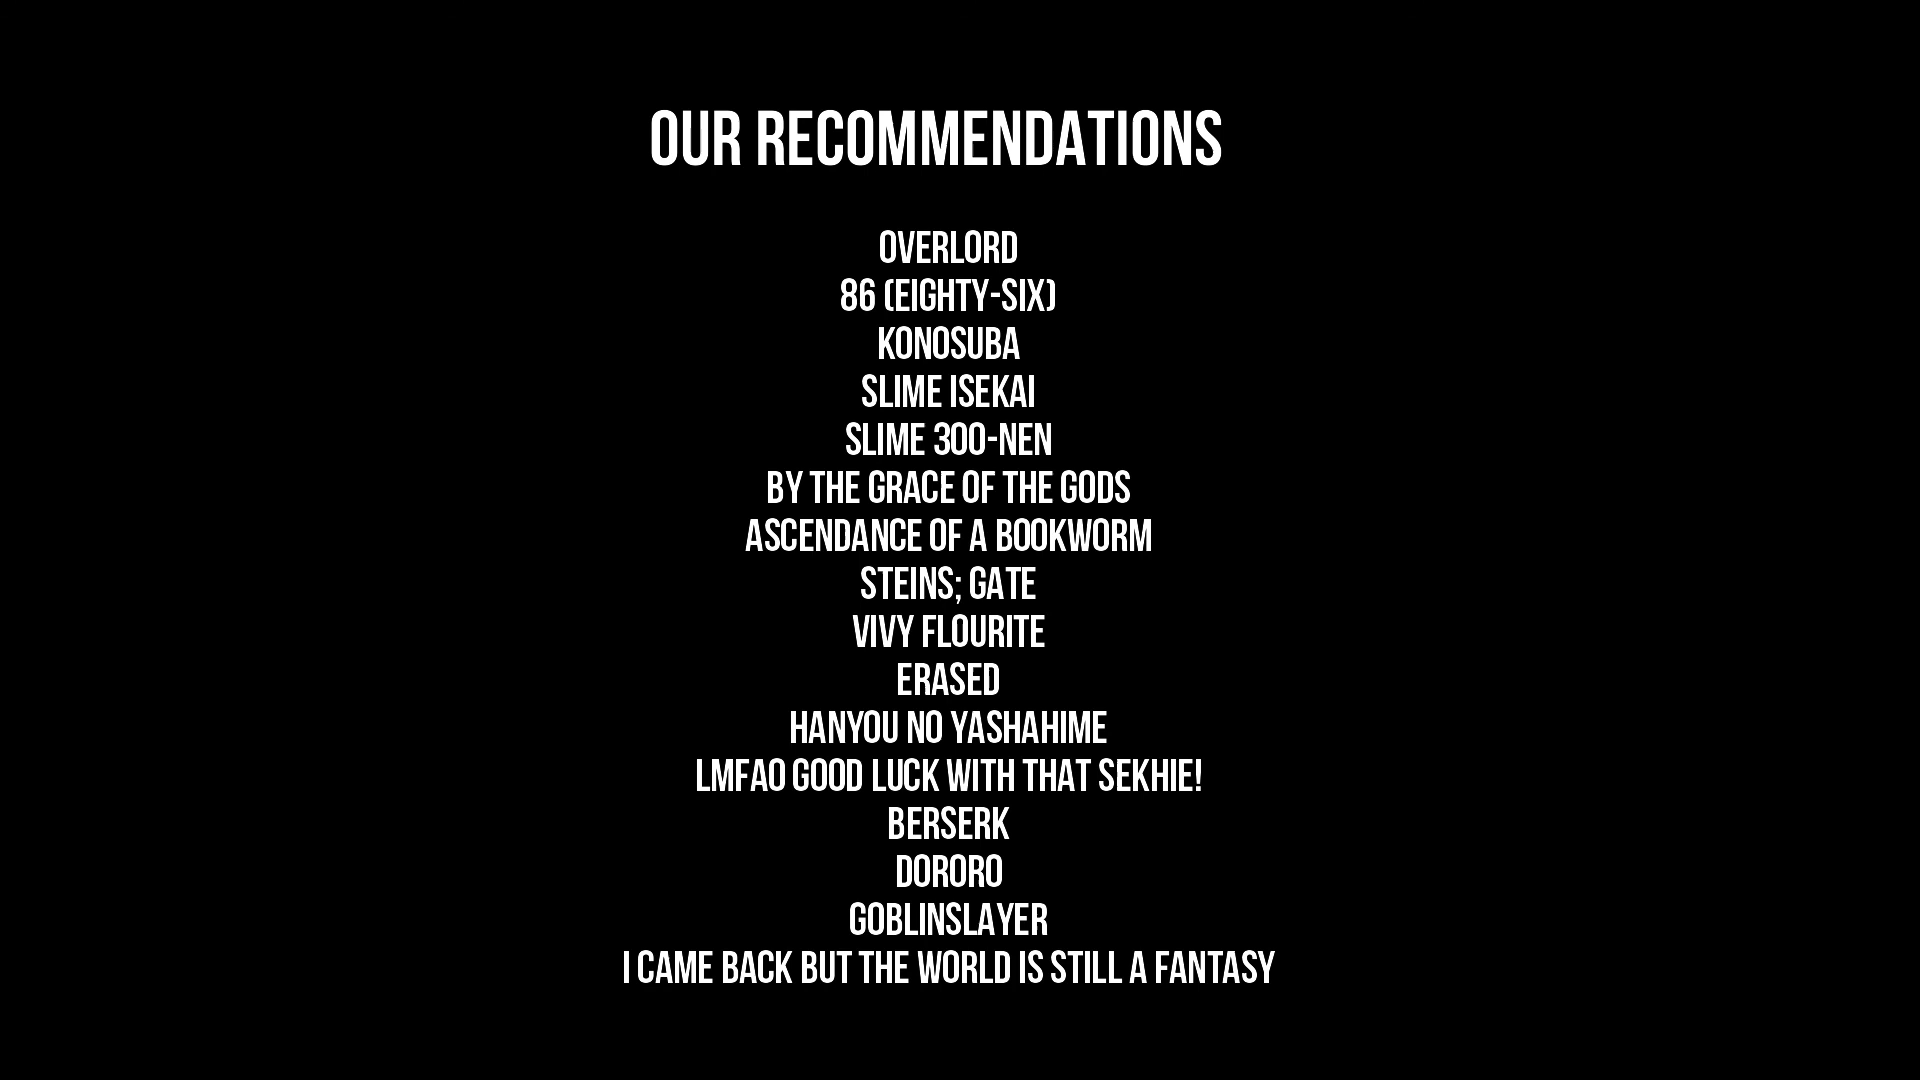 OUR RECOMMENDATIONS
OVERLORD
86 (EIGHTY-SIX)
KONOSUBA
SLIME ISEKAI
SLIME 300-NEN
BY THE GRACE OF THE GODS
ASCENDANCE OF A BOOKWORM
STEINS; GATE
VIVY FLOURITE
ERASED
HANYOU NO YASHAHIME
LMFAO GOOD LUCK WITH THAT SEKHIE!
BERSERK
DORORO
GOBLINSLAYER
I CAME BACK BUT THE WORLD IS STILL A FANTASY